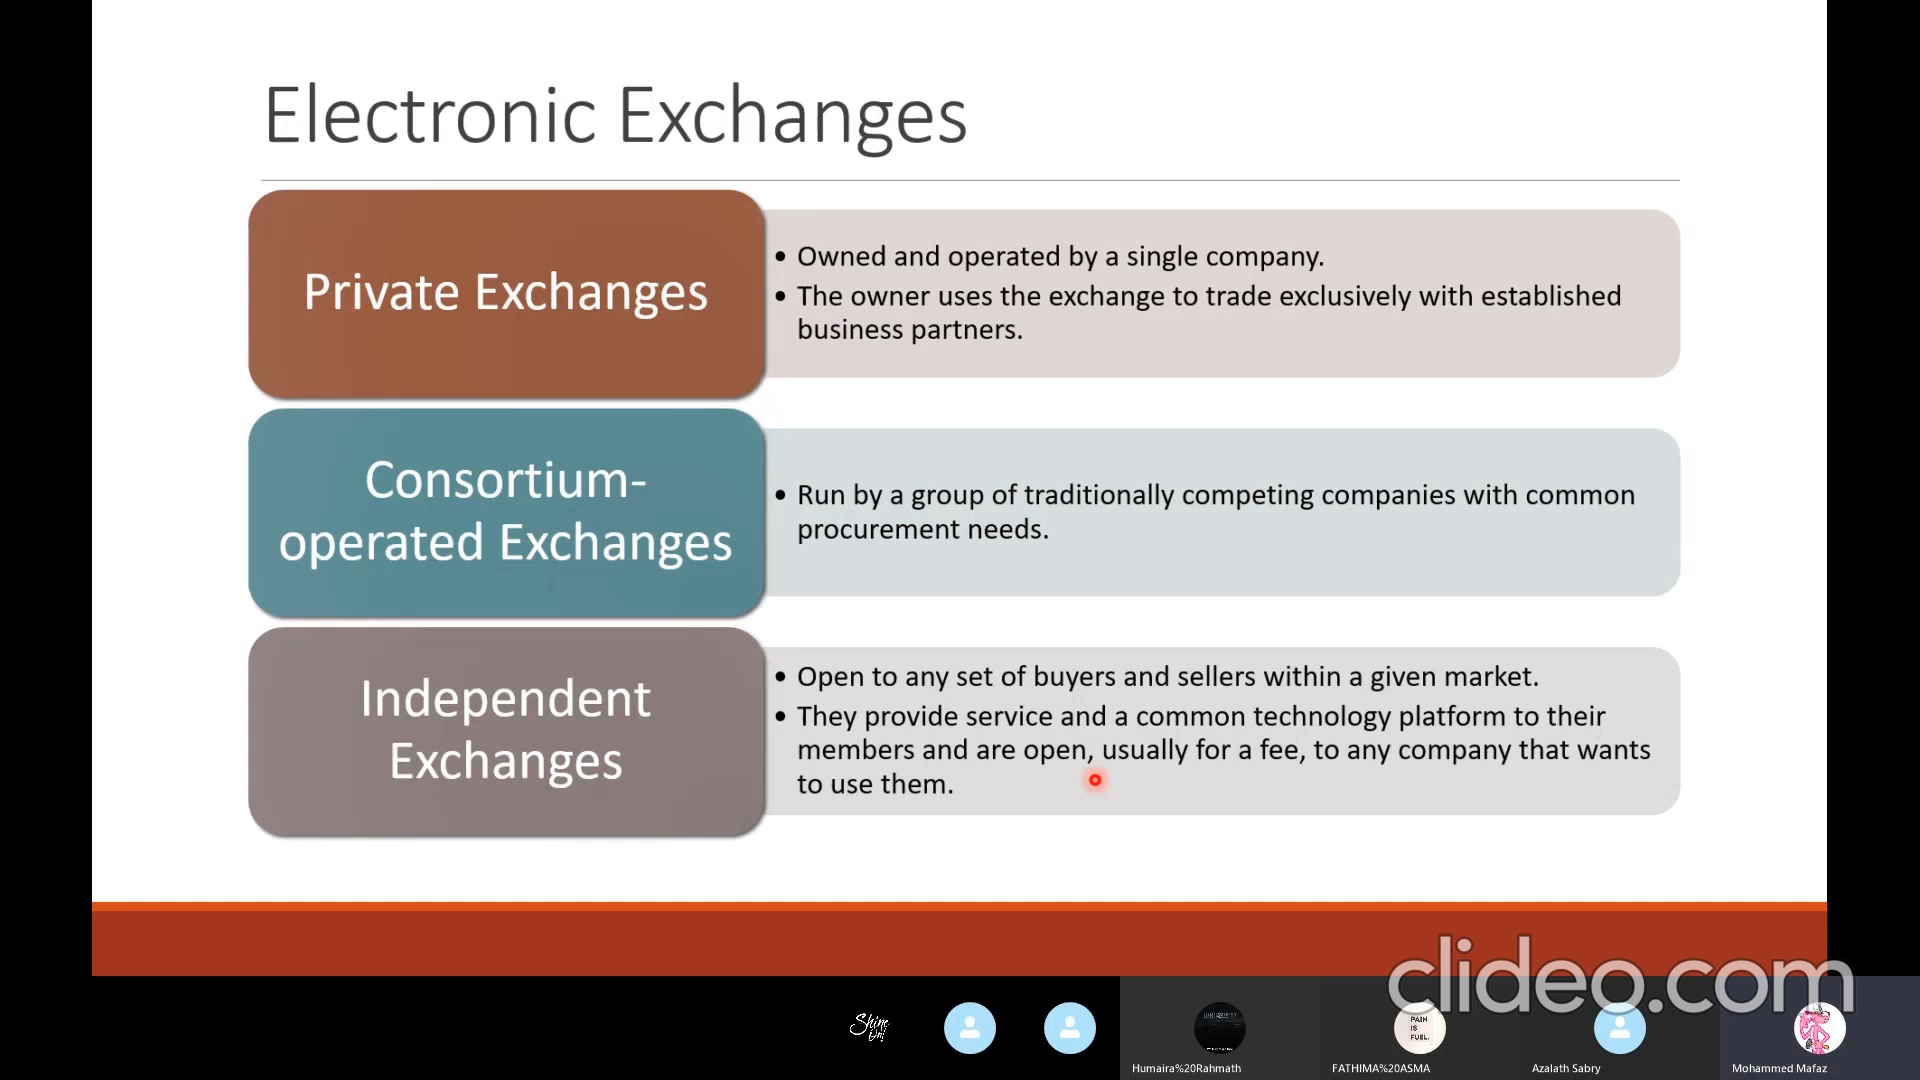 Electronic Exchanges
Private Exchanges
• Owned and operated by a single company.
• The owner uses the exchange to trade exclusively with established
business partners.
Consortium-
operated Exchanges
• Run by a group of traditionally competing companies with common
procurement needs.
Independent
Exchanges
• Open to any set of buyers and sellers within a given market.
• They provide service and a common technology platform to their
members and are open, usually for a fee, to any company that wants
to use them.
clideo.com
Shine
PAIN
IS
FUEL.
Humaira%20Rahmath
FATHIMA%20ASMA
Azalath Sabry
Mohammed Mafaz